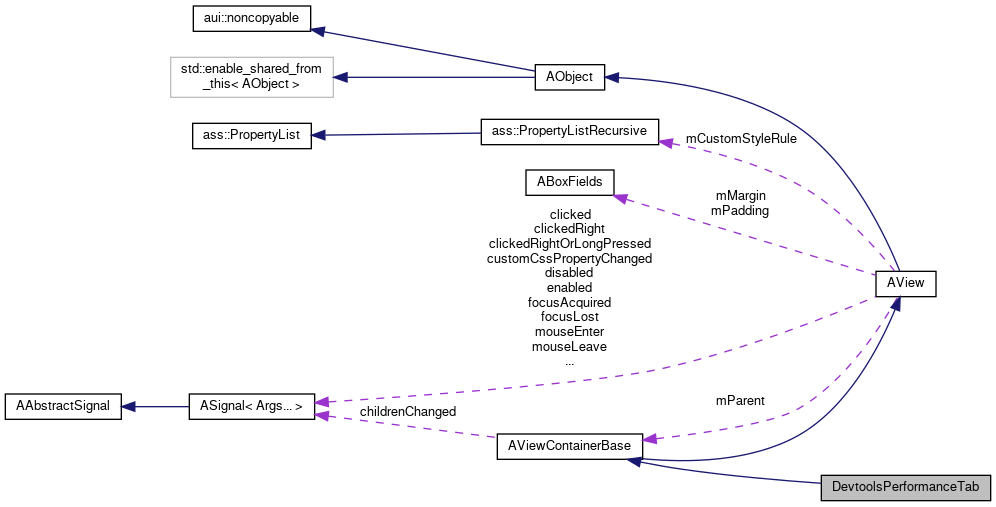 aui::noncopyable
std::enable_shared_from
_this< AObject >
AObject
ass::PropertyList
ass::PropertyListRecursive
mCustomStyleRule
ABoxFields
mMargin
mPadding
clicked
clickedRight
clickedRightOrLongPressed
customCssPropertyChanged
disabled
enabled
focusAcquired
focusLost
mouseEnter
mouseLeave
...
AView
AAbstractSignal
ASignal< Args... >
childrenChanged
mParent
AViewContainerBase
DevtoolsPerformanceTab